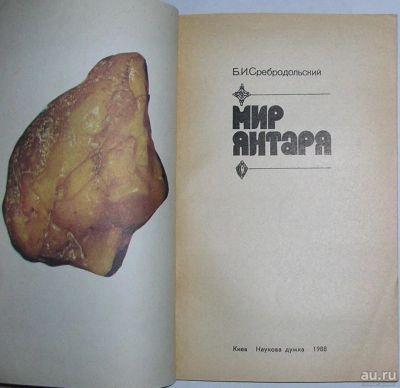 Б.И.Сребродольский
МИР
ЯНТАРЯ
Киев Наукова думка 1988
au.ru